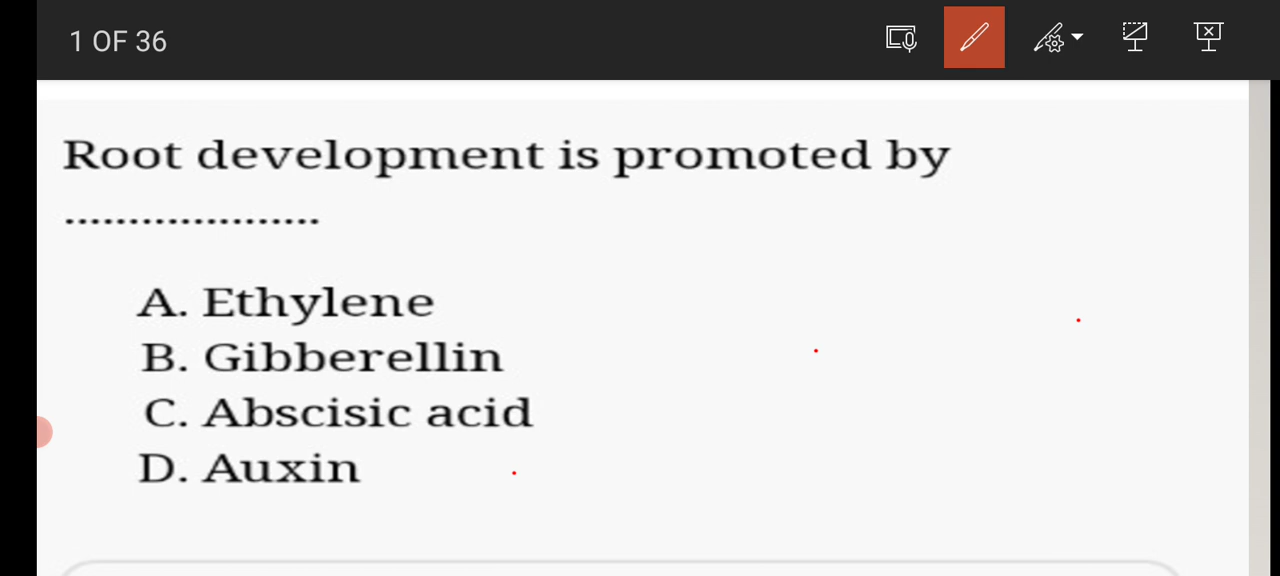 1 OF 36
Root development is promoted by
....................
A. Ethylene
B. Gibberellin
C. Abscisic acid
D. Auxin